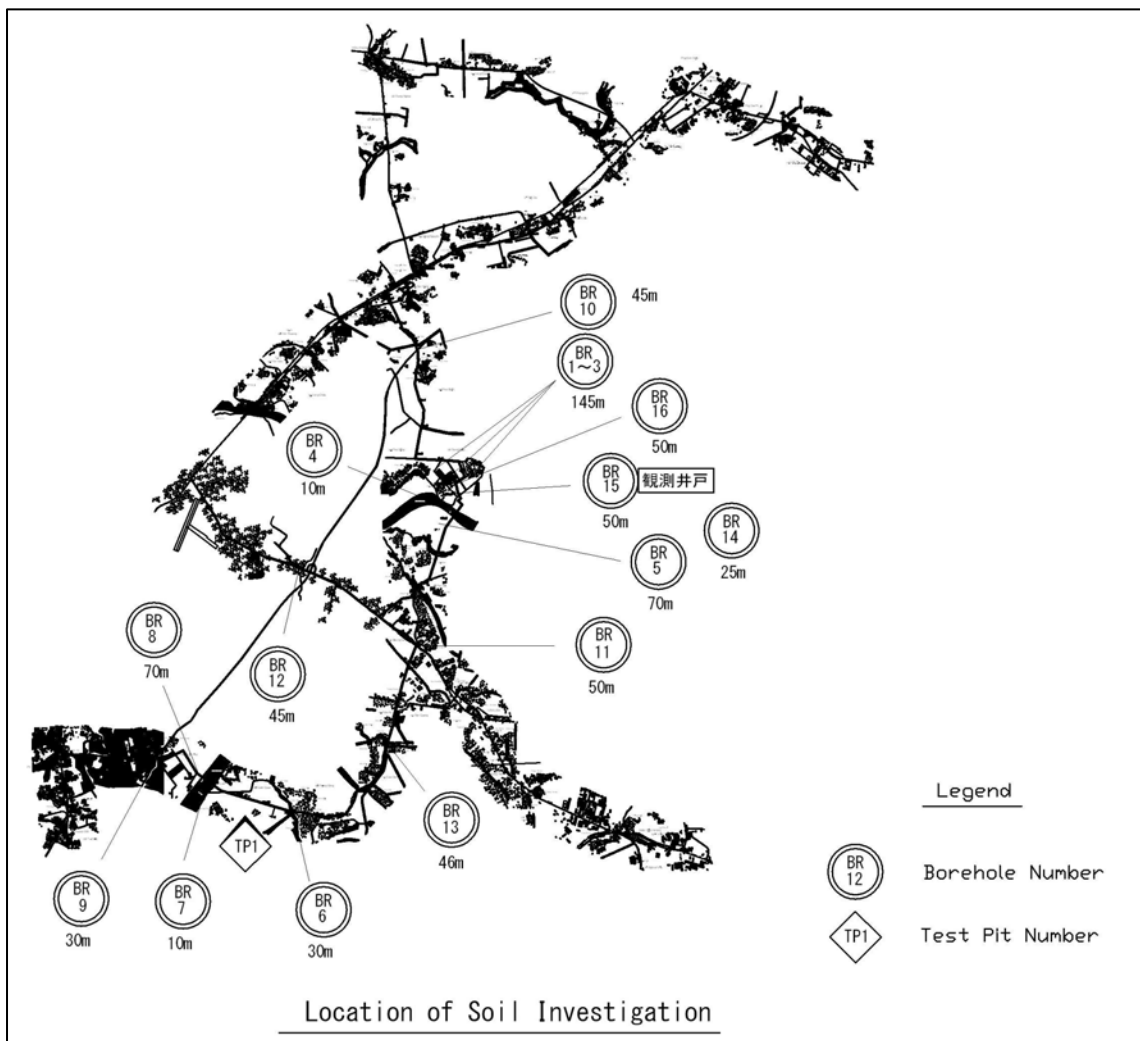 BR
10
45m
BR
1～3
145m
BR
16
50m
BR
4
10m
BR
15
観測井戸
50m
BR
14
25m
BR
5
70m
BR
8
70m
BR
11
50m
BR
12
45m
BR
13
46m
TP1
BR
9
30m
BR
7
10m
BR
6
30m
Legend
BR
12
Borehole Number
TP1
Test Pit Number
Location of Soil Investigation